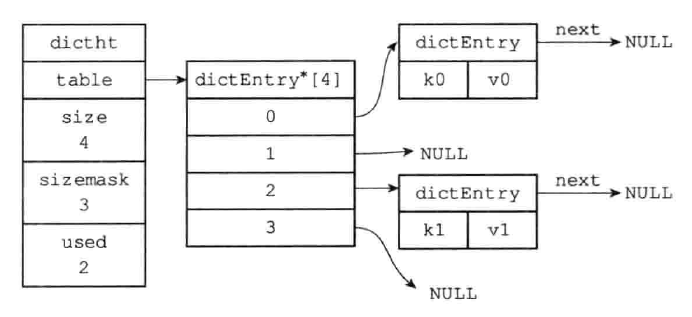 dictht
table
size
4
sizemask
3
used
2
dictEntry*[4]
0
1
2
3
dictEntry
k0 v0
next
NULL
NULL
dictEntry
k1 v1
next
NULL
NULL